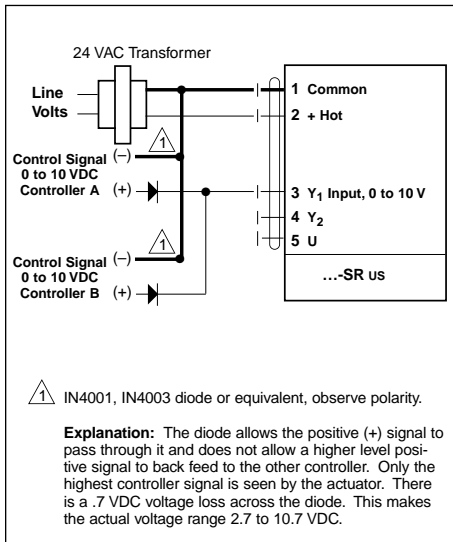 24 VAC Transformer
Line
Volts
1 Common
2 + Hot
1
Control Signal (–)
0 to 10 VDC
Controller A (+)
3 Y1 Input, 0 to 10 V
4 Y2
5 U
1
Control Signal (–)
0 to 10 VDC
Controller B (+)
...-SR US
1 IN4001, IN4003 diode or equivalent, observe polarity.
Explanation: The diode allows the positive (+) signal to
pass through it and does not allow a higher level posi-
tive signal to back feed to the other controller. Only the
highest controller signal is seen by the actuator. There
is a .7 VDC voltage loss across the diode. This makes
the actual voltage range 2.7 to 10.7 VDC.